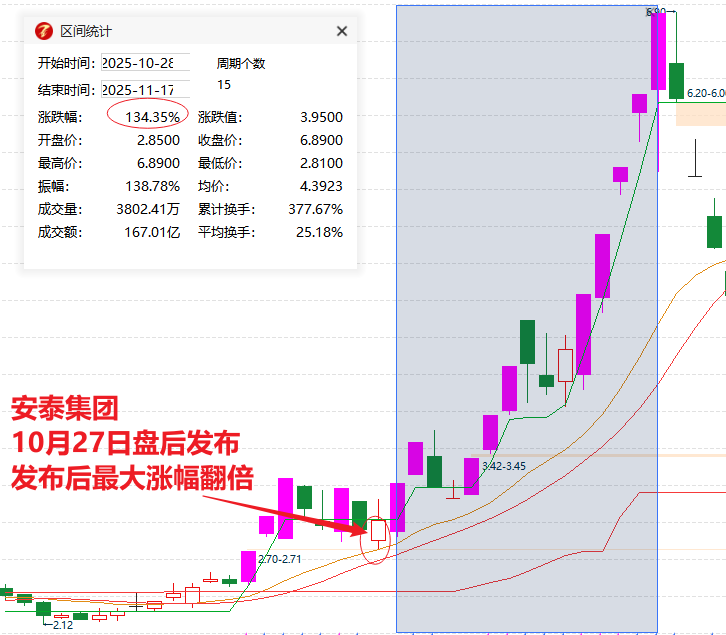 区间统计
开始时间: 2025-10-28 周期个数
结束时间: 2025-11-17 15
涨跌幅: 134.35% 涨跌值: 3.9500
开盘价: 2.8500 收盘价: 6.8900
最高价: 6.8900 最低价: 2.8100
振幅: 138.78% 均价: 4.3923
成交量: 3802.41万 累计换手: 377.67%
成交额: 167.01亿 平均换手: 25.18%
6.20-6.0
安泰集团
10月27日盘后发布
发布后最大涨幅翻倍
3.42-3.45
2.70-2.71
←2.12